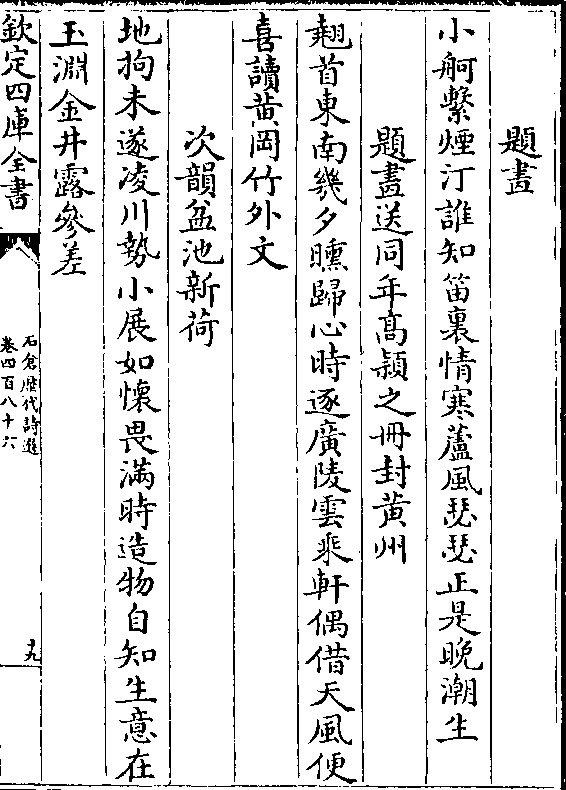 題畫
小舸繫煙汀誰知笛裏情寒蘆風瑟瑟正是晩潮生
題畫送同年髙潁之冊封黄州
翹首東南幾夕曛歸心時逐廣陵雲乘軒偶借天風便
喜讀黄岡竹外文
次韻盆池新荷
地拘未遂凌川勢小展如懷畏滿時造物自知生意在
玉淵金井露參差
欽定四庫全書
石倉歴代詩選
卷四百八十六
十九